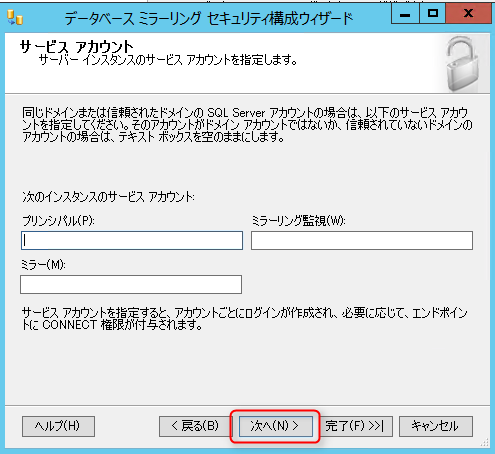 データベース ミラーリング セキュリティ構成ウィザード
サービス アカウント
サーバー インスタンスのサービス アカウントを指定します。
同じドメインまたは信頼されたドメインの SQL Server アカウントの場合は、以下のサービス アカウ
ントを指定してください。そのアカウントがドメイン アカウントではないか、信頼されていないドメインの
アカウントの場合は、テキスト ボックスを空のままにします。
次のインスタンスのサービス アカウント:
プリンシパル(P):
ミラーリング監視(W):
ミラー(M):
サービス アカウントを指定すると、アカウントごとにログインが作成され、必要に応じて、エンドポイン
トに CONNECT 権限が付与されます。
ヘルプ(H)
< 戻る(B)
次へ(N) >
完了(F) >>|
キャンセル